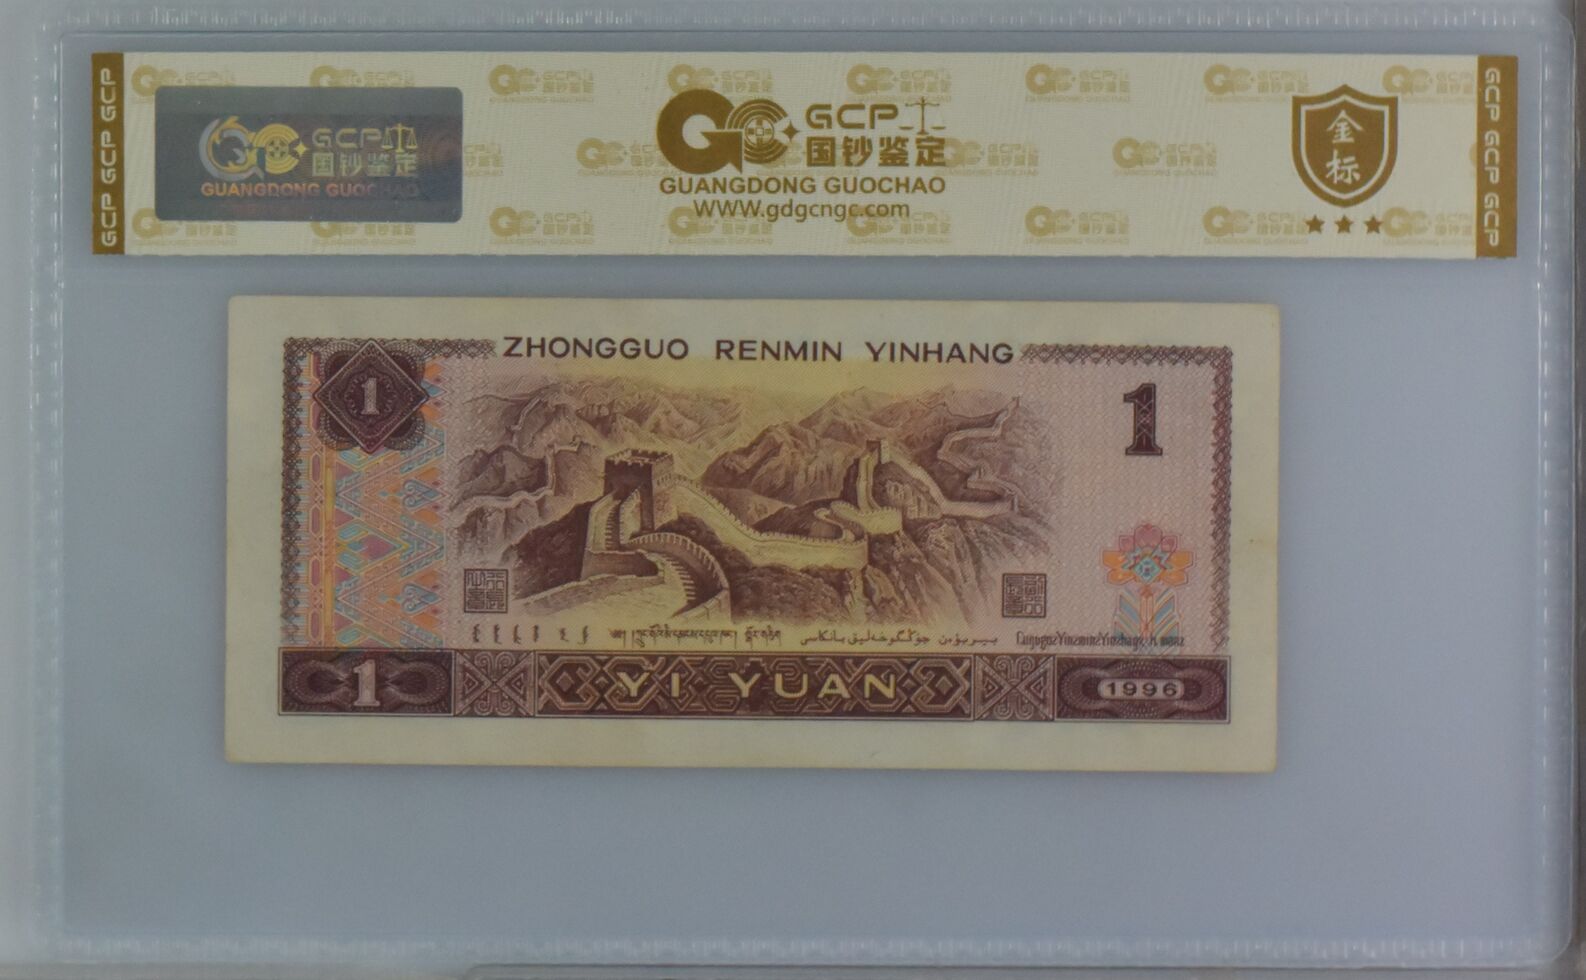 GCP GCP GCP
GCP
国钞鉴定
GUANGDONG GUOCHAO
GCP
国钞鉴定
GUANGDONG GUOCHAO
WWW.gdgcngc.com
金
标
GCP GCP GCP
ZHONGGUO RENMIN YINHANG
1
1
1
YI YUAN
1996